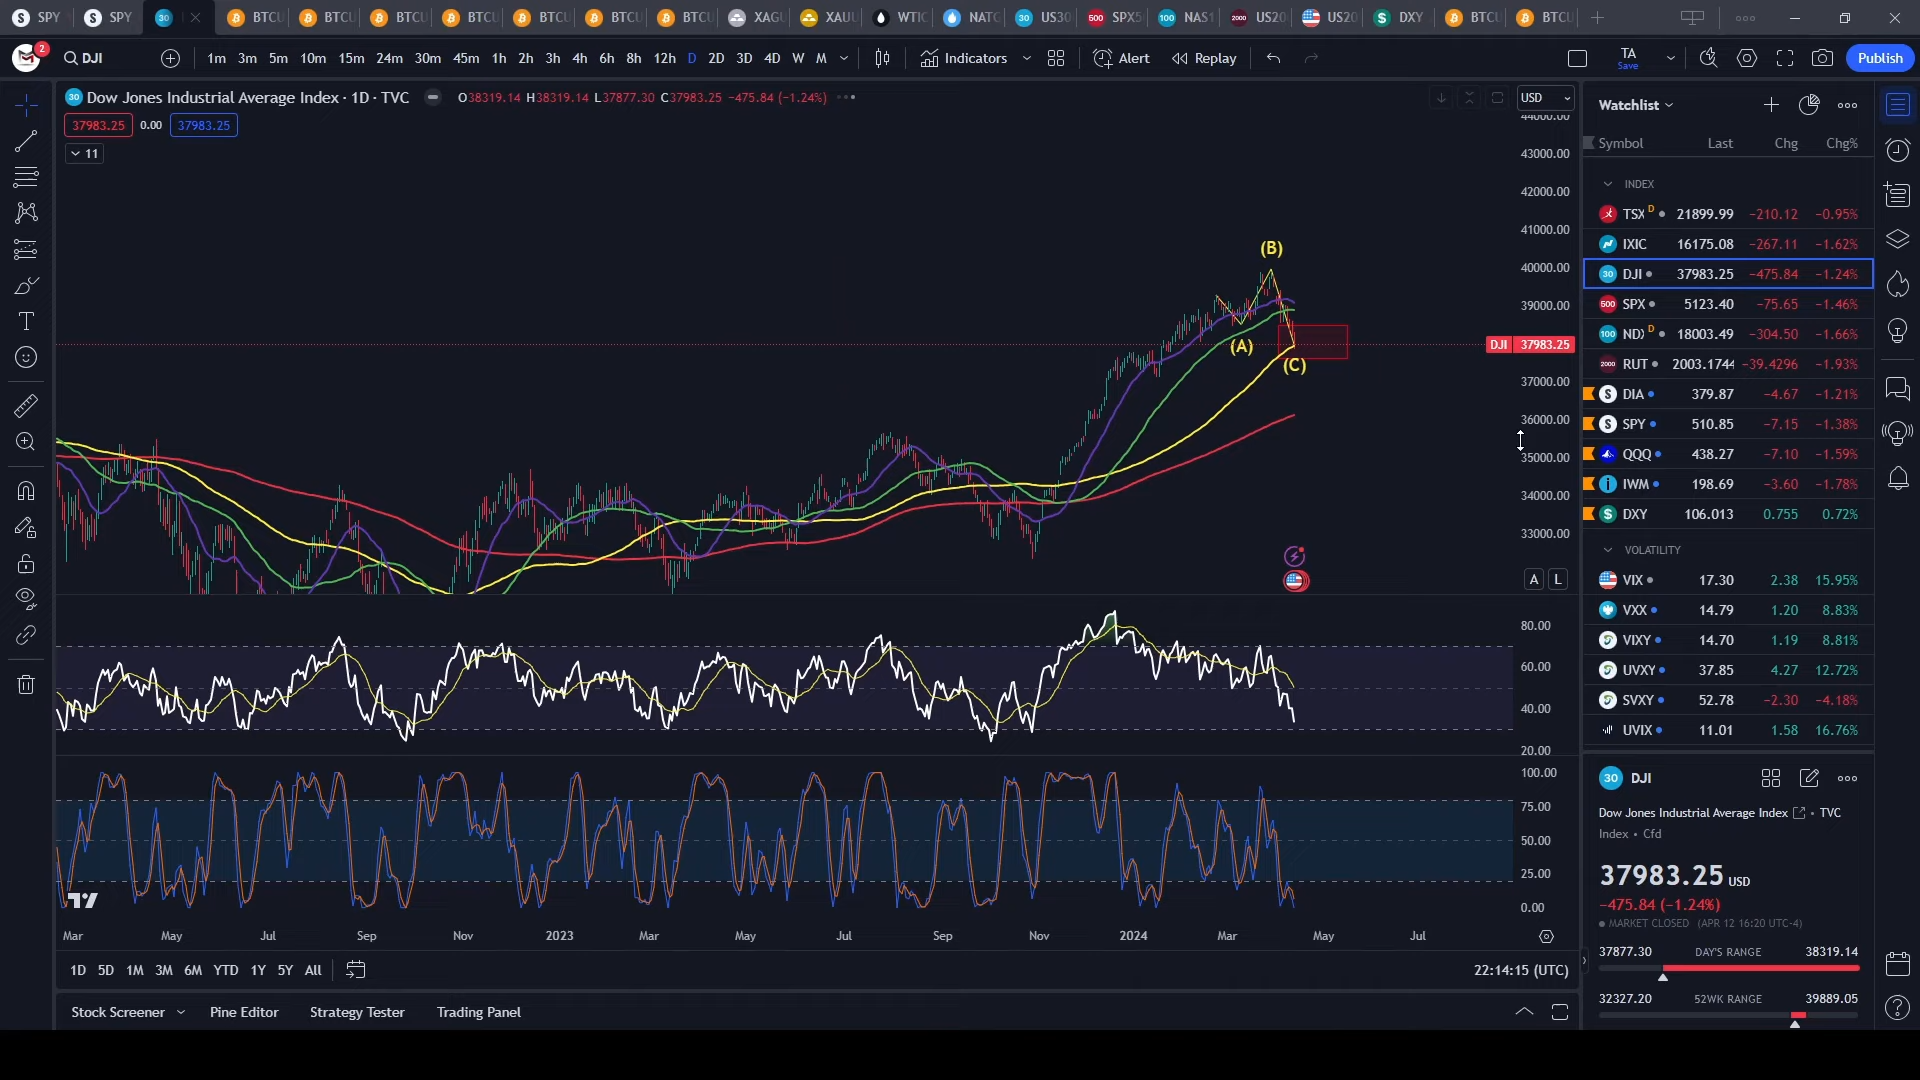 SPY SPY 30 BTCU BTCU BTCU BTCU BTCU BTCU BTCU XAGU XAUU WTIC NATG 30 US30 500 SPX5 100 NAS1 2000 US20 US20 DXY BTCU BTCU
2 DJI 1m 3m 5m 10m 15m 24m 30m 45m 1h 2h 3h 4h 6h 8h 12h D 2D 3D 4D W M Indicators Alert Replay TA Save Publish
30 Dow Jones Industrial Average Index · 1D · TVC O38319.14 H38319.14 L37877.30 C37983.25 −475.84 (−1.24%) USD
37983.25 0.00 37983.25
11
44000.00
43000.00
42000.00
41000.00
40000.00
39000.00
DJI 37983.25
37000.00
36000.00
35000.00
34000.00
33000.00
(B)
(A)
(C)
A L
80.00
60.00
40.00
20.00
100.00
75.00
50.00
25.00
0.00
Mar May Jul Sep Nov 2023 Mar May Jul Sep Nov 2024 Mar May Jul
1D 5D 1M 3M 6M YTD 1Y 5Y All 22:14:15 (UTC)
Stock Screener Pine Editor Strategy Tester Trading Panel
Watchlist
Symbol Last Chg Chg%
INDEX
TSX D 21899.99 −210.12 −0.95%
IXIC 16175.08 −267.11 −1.62%
30 DJI 37983.25 −475.84 −1.24%
500 SPX 5123.40 −75.65 −1.46%
100 NDX D 18003.49 −304.50 −1.66%
2000 RUT 2003.1744 −39.4296 −1.93%
DIA 379.87 −4.67 −1.21%
SPY 510.85 −7.15 −1.38%
QQQ 438.27 −7.10 −1.59%
IWM 198.69 −3.60 −1.78%
DXY 106.013 0.755 0.72%
VOLATILITY
VIX 17.30 2.38 15.95%
VXX 14.79 1.20 8.83%
VIXY 14.70 1.19 8.81%
UVXY 37.85 4.27 12.72%
SVXY 52.78 −2.30 −4.18%
UVIX 11.01 1.58 16.76%
30 DJI
Dow Jones Industrial Average Index • TVC
Index • Cfd
37983.25 USD
−475.84 (−1.24%)
MARKET CLOSED (APR 12 16:20 UTC-4)
37877.30 DAY'S RANGE 38319.14
32327.20 52WK RANGE 39889.05